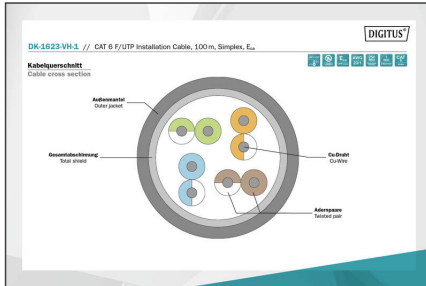 DIGITUS®
DK-1623-VH-1 // CAT 6 F/UTP Installation Cable, 100 m, Simplex, Eca
Kabelquerschnitt
Cable cross section
Außenmantel
Outer jacket
Gesamtabschirmung
Total shield
Cu-Draht
Cu-Wire
Adernpaare
Twisted pair